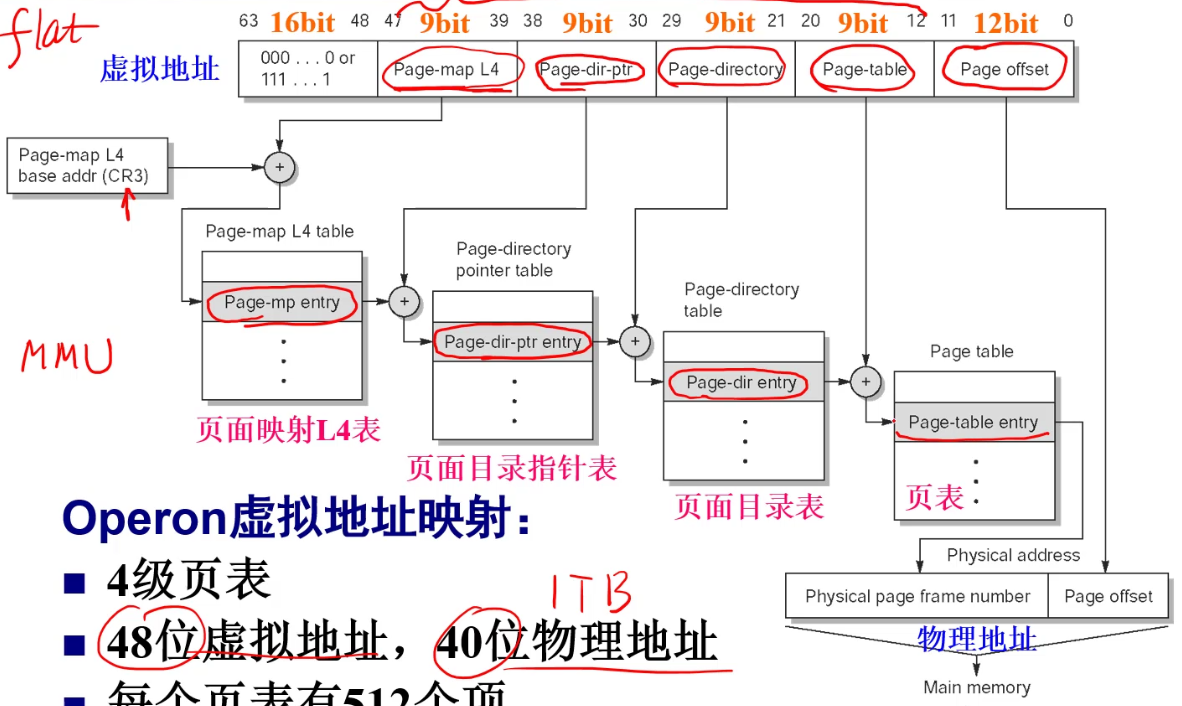 flat
63 16bit 48 47 9bit 39 38 9bit 30 29 9bit 21 20 9bit 12 11 12bit 0
虚拟地址
000 . . . 0 or
111 . . . 1
Page-map L4
Page-dir-ptr
Page-directory
Page-table
Page offset
Page-map L4
base addr (CR3)
+
Page-map L4 table
Page-mp entry
页面映射L4表
+
Page-directory
pointer table
Page-dir-ptr entry
页面目录指针表
+
Page-directory
table
Page-dir entry
页面目录表
+
Page table
Page-table entry
页表
MMU
Physical address
Physical page frame number
Page offset
物理地址
Main memory
Operon虚拟地址映射：
4级页表
1TB
48位虚拟地址，40位物理地址
每个页表有512个项